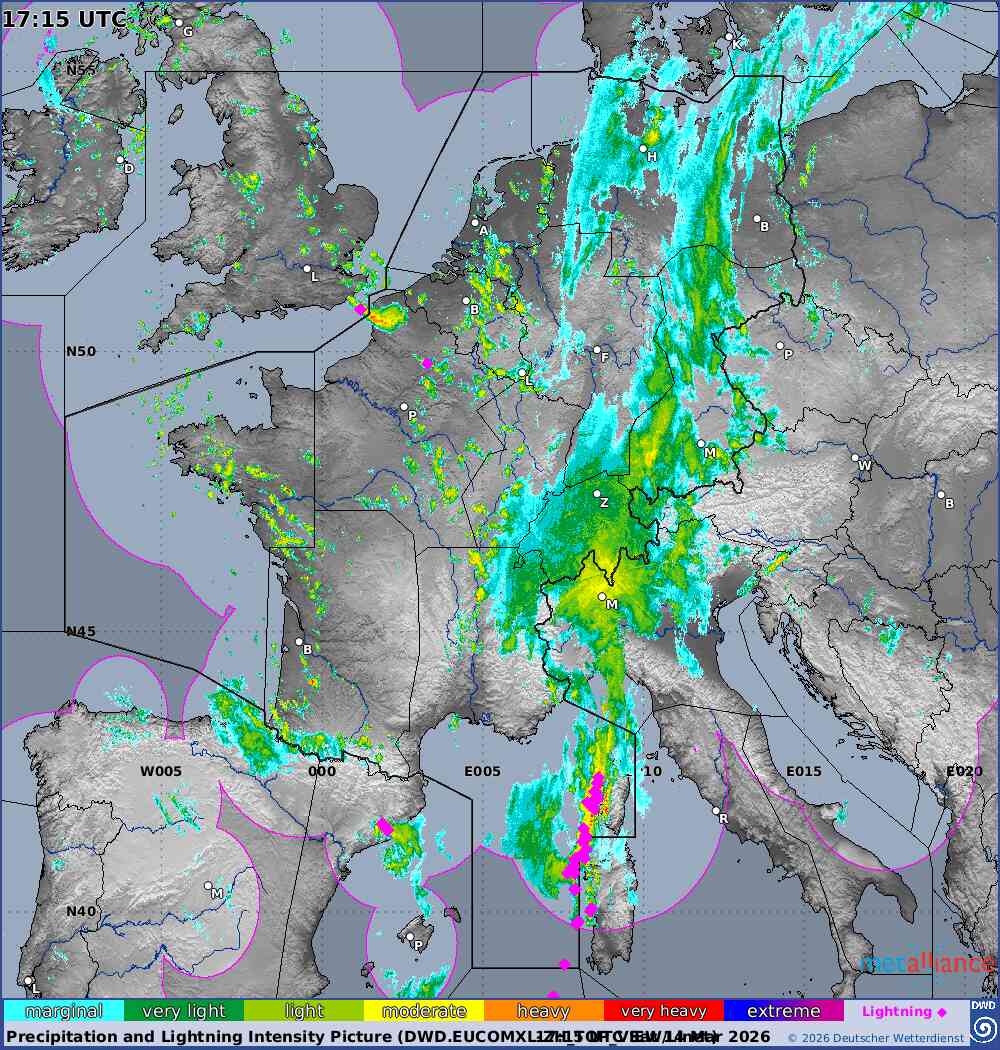 17:15 UTC
G
K
N55
H
D
B
A
L
B
N50
P
F
L
P
M
W
Z
B
M
N45
B
W005
000
E005
10
E015
E020
R
M
N40
P
L
metalliance
marginal
very light
light
moderate
heavy
very heavy
extreme
Lightning
DWD
Precipitation and Lightning Intensity Picture (DWD.EUCOMXL 2026
© 2026 Deutscher Wetterdienst